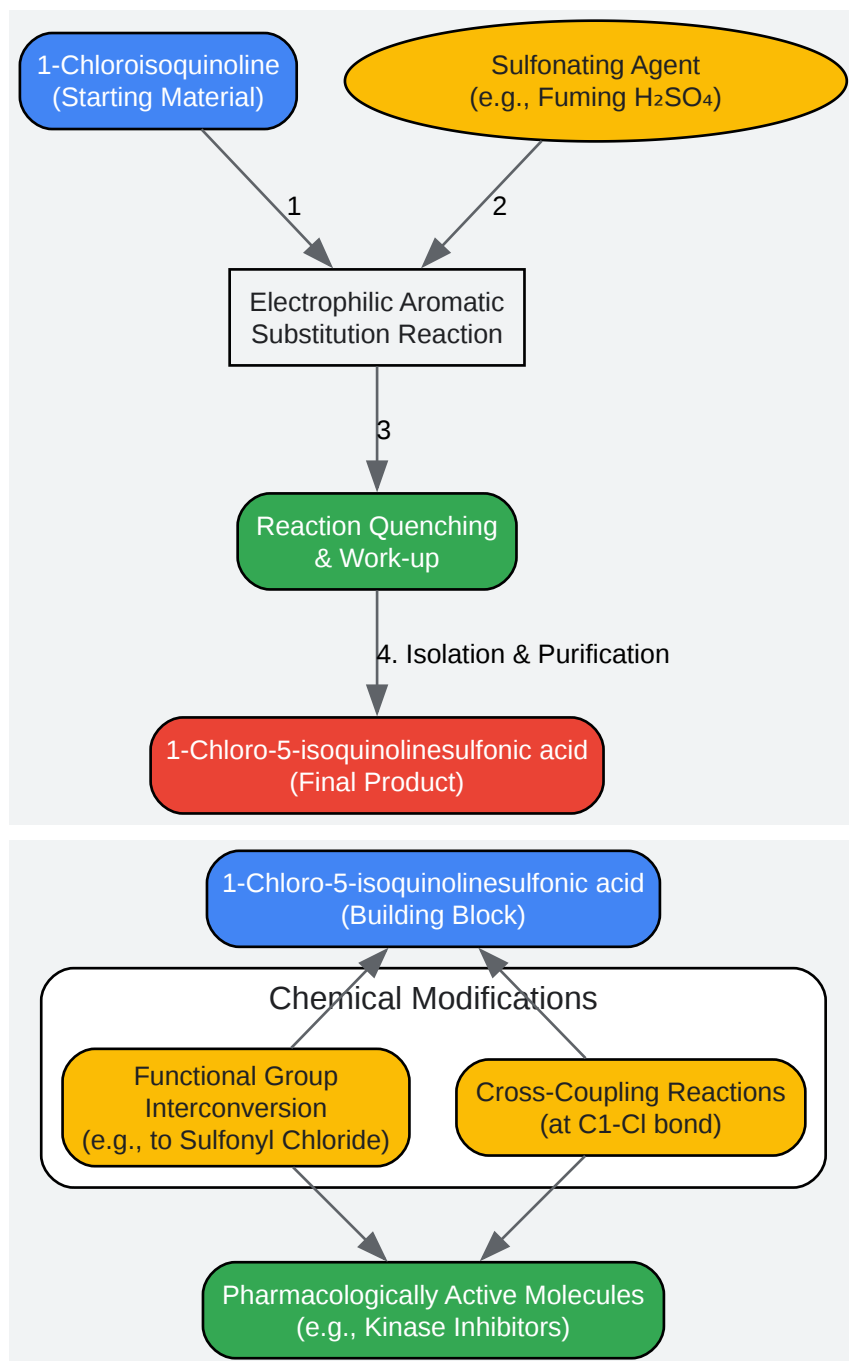 1-Chloroisoquinoline
(Starting Material)
Sulfonating Agent
(e.g., Fuming H₂SO₄)
1
2
Electrophilic Aromatic
Substitution Reaction
3
Reaction Quenching
& Work-up
4. Isolation & Purification
1-Chloro-5-isoquinolinesulfonic acid
(Final Product)
1-Chloro-5-isoquinolinesulfonic acid
(Building Block)
Chemical Modifications
Functional Group
Interconversion
(e.g., to Sulfonyl Chloride)
Cross-Coupling Reactions
(at C1-Cl bond)
Pharmacologically Active Molecules
(e.g., Kinase Inhibitors)